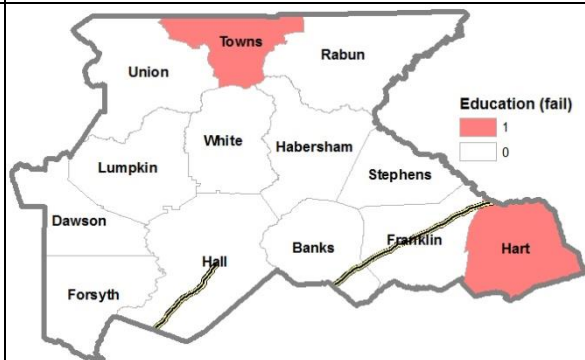 Towns
Rabun
Union
Education (fail)
1
0
White
Habersham
Lumpkin
Stephens
Dawson
Franklin
Hall
Banks
Hart
Forsyth